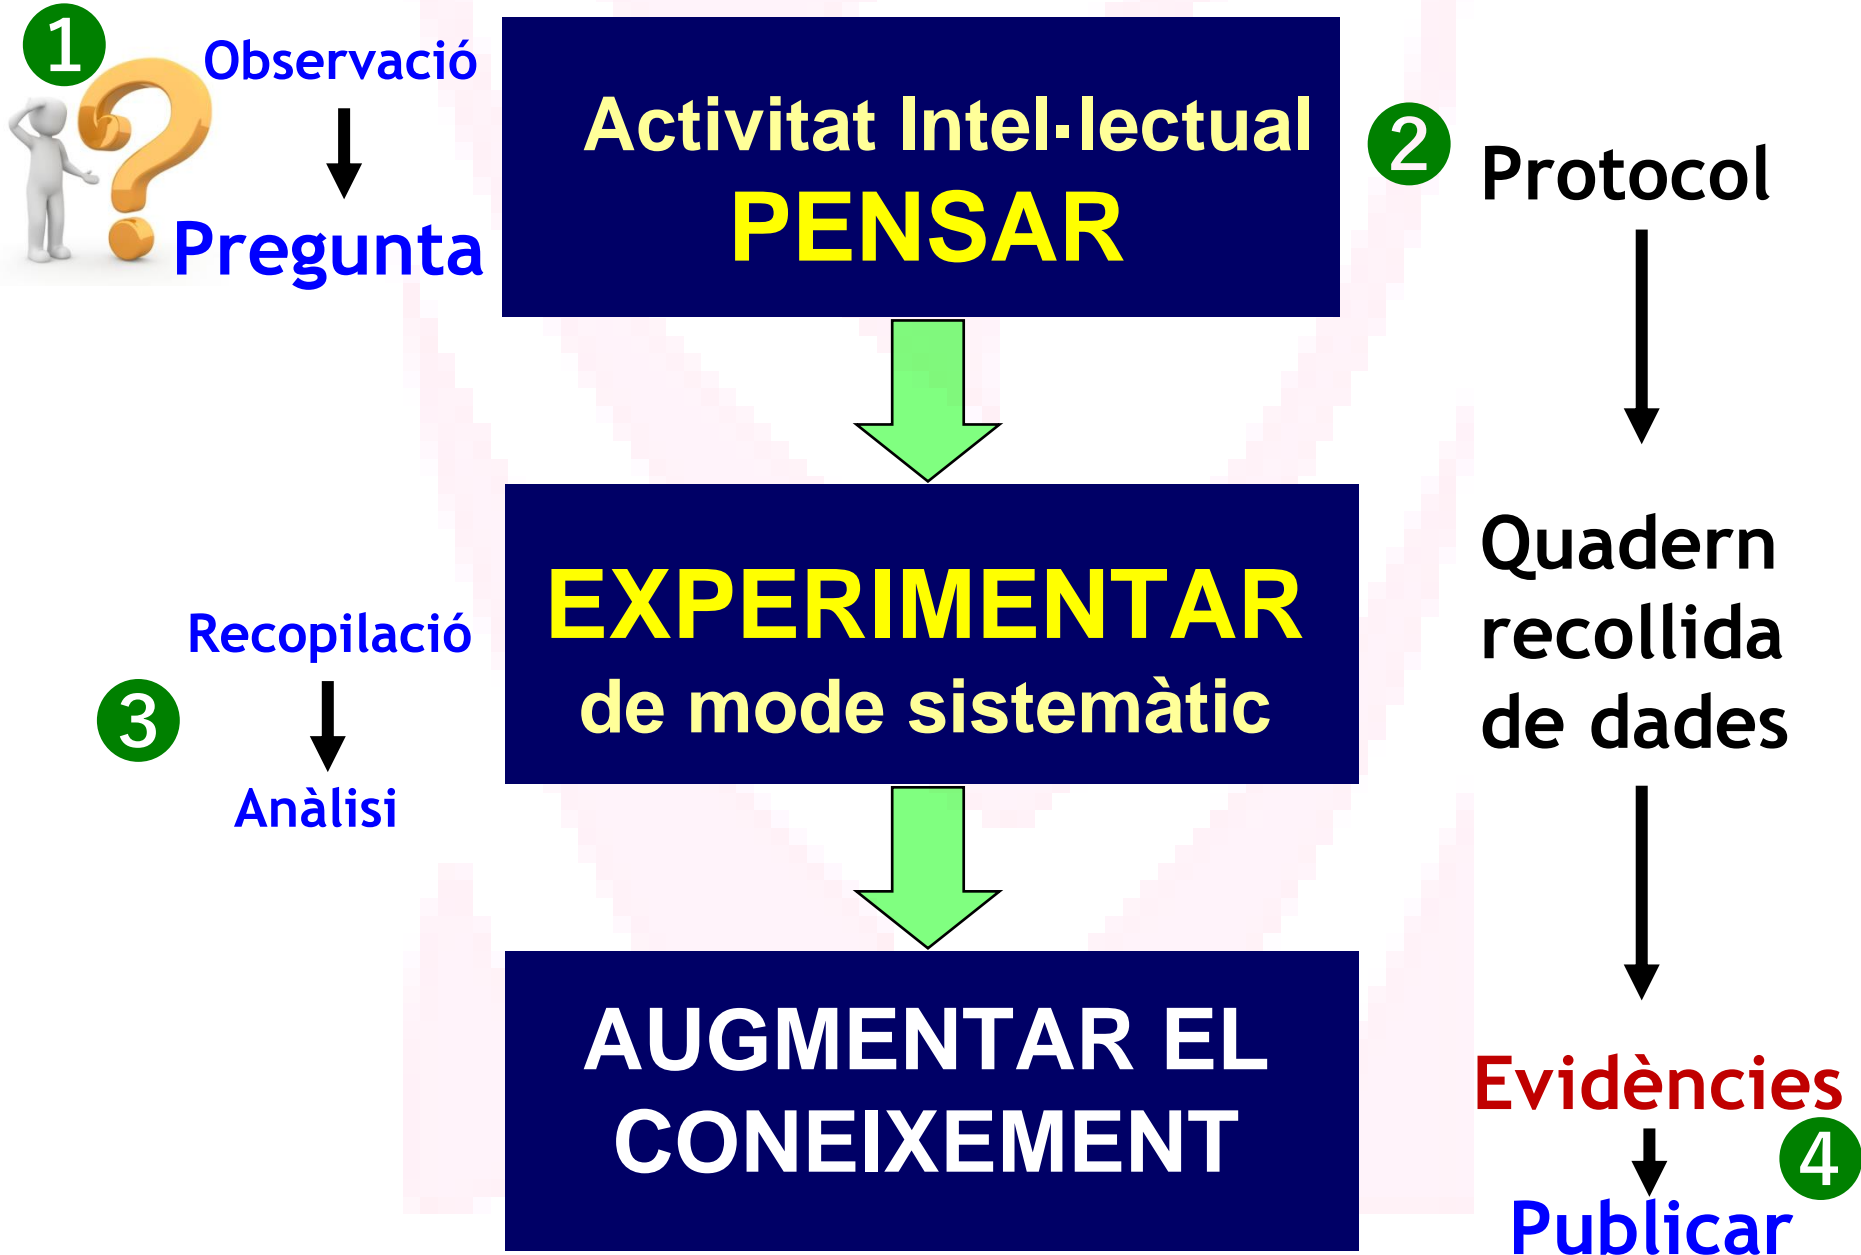 1
Observació
Pregunta
Activitat Intel·lectual
PENSAR
2
Protocol
EXPERIMENTAR
de mode sistemàtic
Quadern
recollida
de dades
3
Recopilació
Anàlisi
AUGMENTAR EL
CONEIXEMENT
Evidències
4
Publicar